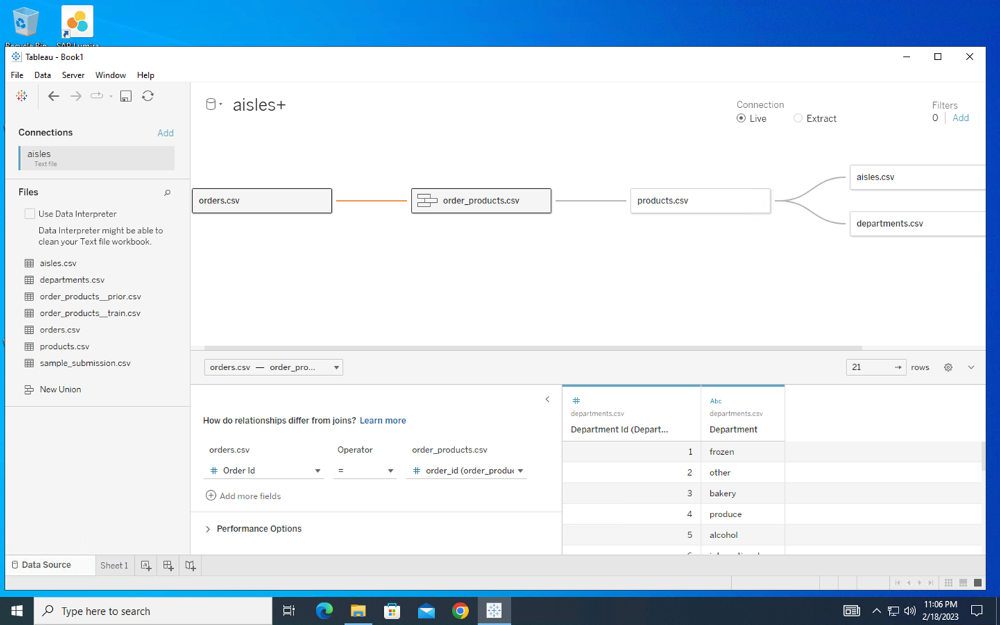 Recycle Bin
SAP Lumira
Tableau - Book1
File Data Server Window Help
aisles+
Connection
Live Extract
Filters
0 Add
Connections Add
aisles
Text file
Files
Use Data Interpreter
Data Interpreter might be able to
clean your Text file workbook.
aisles.csv
departments.csv
order_products__prior.csv
order_products__train.csv
orders.csv
products.csv
sample_submission.csv
New Union
orders.csv
order_products.csv
products.csv
aisles.csv
departments.csv
orders.csv — order_pro...
21 rows
How do relationships differ from joins? Learn more
orders.csv Operator order_products.csv
# Order Id = # order_id (order_produc
Add more fields
Performance Options
# Abc
departments.csv departments.csv
Department Id (Depart... Department
1 frozen
2 other
3 bakery
4 produce
5 alcohol
Data Source Sheet 1
Type here to search
11:06 PM
2/18/2023